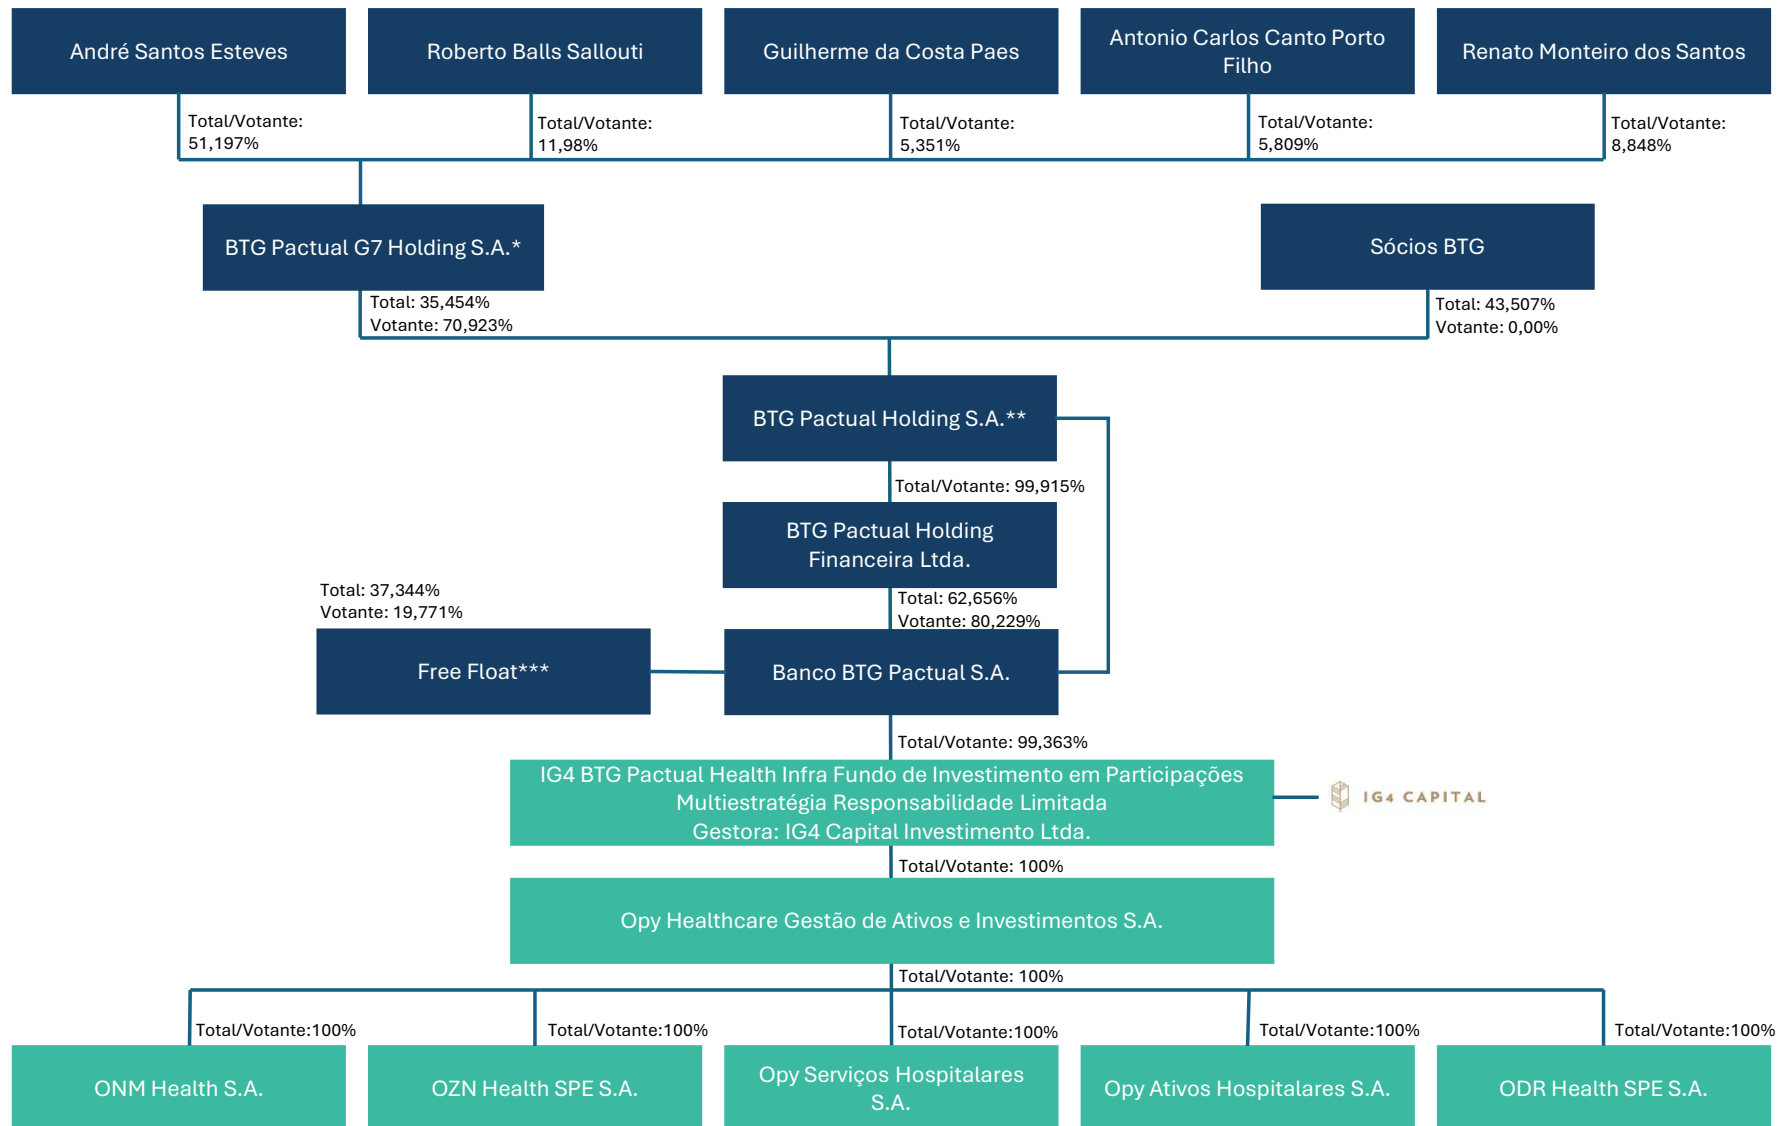 André Santos Esteves
Roberto Balls Sallouti
Guilherme da Costa Paes
Antonio Carlos Canto Porto
Filho
Renato Monteiro dos Santos
Total/Votante:
51,197%
Total/Votante:
11,98%
Total/Votante:
5,351%
Total/Votante:
5,809%
Total/Votante:
8,848%
BTG Pactual G7 Holding S.A.*
Sócios BTG
Total: 35,454%
Votante: 70,923%
Total: 43,507%
Votante: 0,00%
BTG Pactual Holding S.A.**
Total/Votante: 99,915%
BTG Pactual Holding
Financeira Ltda.
Total: 37,344%
Votante: 19,771%
Total: 62,656%
Votante: 80,229%
Free Float***
Banco BTG Pactual S.A.
Total/Votante: 99,363%
IG4 BTG Pactual Health Infra Fundo de Investimento em Participações
Multiestratégia Responsabilidade Limitada
Gestora: IG4 Capital Investimento Ltda.
IG4 CAPITAL
Total/Votante: 100%
Opy Healthcare Gestão de Ativos e Investimentos S.A.
Total/Votante: 100%
Total/Votante:100%
Total/Votante:100%
Total/Votante:100%
Total/Votante:100%
Total/Votante:100%
ONM Health S.A.
OZN Health SPE S.A.
Opy Serviços Hospitalares
S.A.
Opy Ativos Hospitalares S.A.
ODR Health SPE S.A.